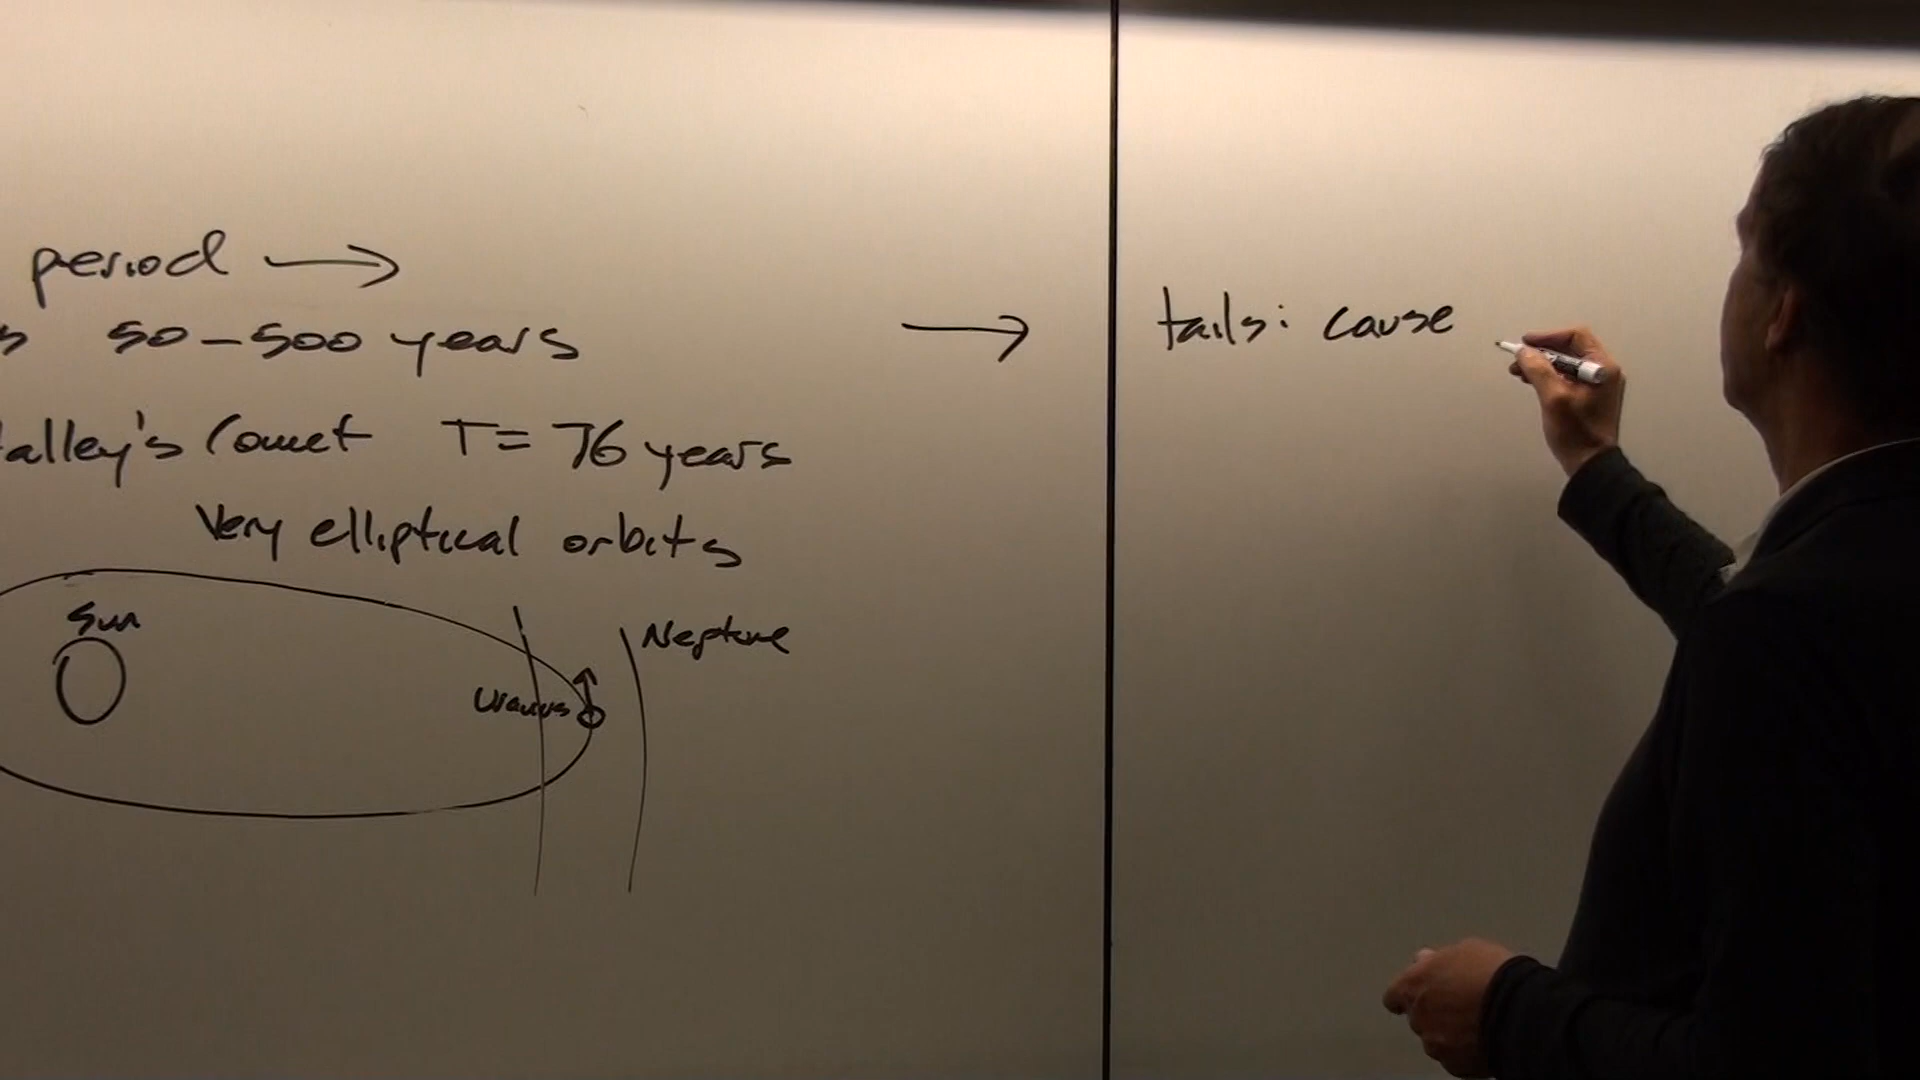 period →
50-500 years →
alley's Comet T= 76 years
Very elliptical orbits
Sun
Uranus
Neptune
tails: cause